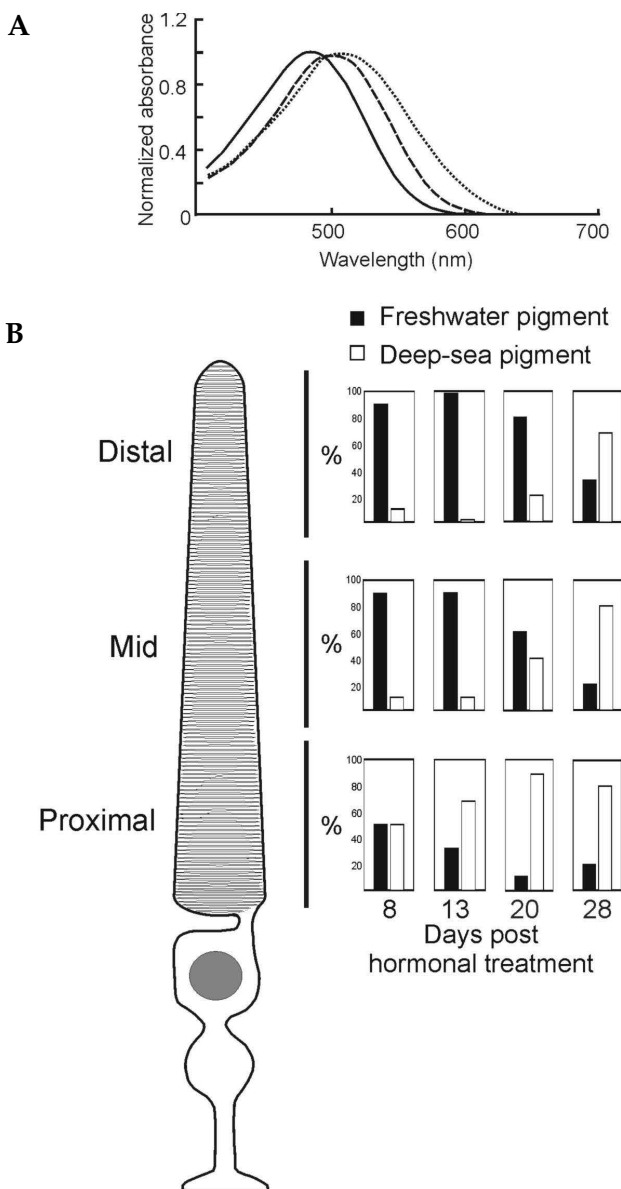 A
Normalized absorbance
1.2
0.8
0.4
0
500
600
700
Wavelength (nm)
B
Freshwater pigment
Deep-sea pigment
Distal
%
100
80
60
40
20
Mid
%
100
80
60
40
20
Proximal
%
100
80
60
40
20
8 13 20 28
Days post
hormonal treatment